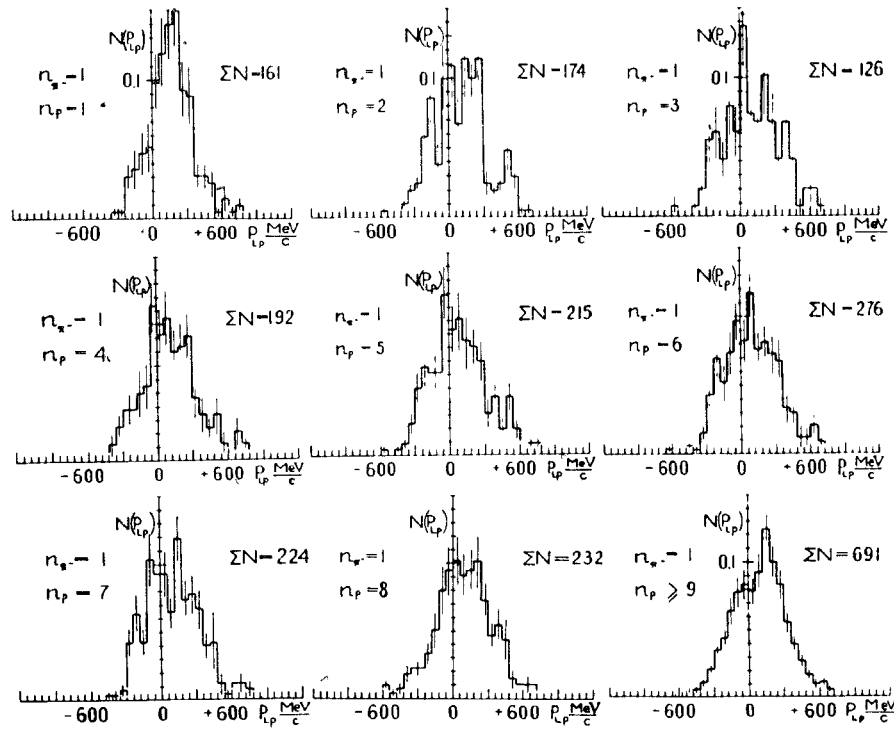 N(P_Lp)
n_π- = 1
n_p = 1
ΣN = 161
0.1
-600 0 +600 P_Lp MeV/c
N(P_Lp)
n_π- = 1
n_p = 2
ΣN = 174
0.1
-600 0 +600 P_Lp MeV/c
N(P_Lp)
n_π- = 1
n_p = 3
ΣN = 126
0.1
-600 0 +600 P_Lp MeV/c
N(P_Lp)
n_π- = 1
n_p = 4
ΣN = 192
-600 0 +600 P_Lp MeV/c
N(P_Lp)
n_π- = 1
n_p = 5
ΣN = 215
-600 0 +600 P_Lp MeV/c
N(P_Lp)
n_π- = 1
n_p = 6
ΣN = 276
-600 0 +600 P_Lp MeV/c
N(P_Lp)
n_π- = 1
n_p = 7
ΣN = 224
-600 0 +600 P_Lp MeV/c
N(P_Lp)
n_π- = 1
n_p = 8
ΣN = 232
-600 0 +600 P_Lp MeV/c
N(P_Lp)
n_π- = 1
n_p ⩾ 9
ΣN = 691
0.1
-600 0 +600 P_Lp MeV/c